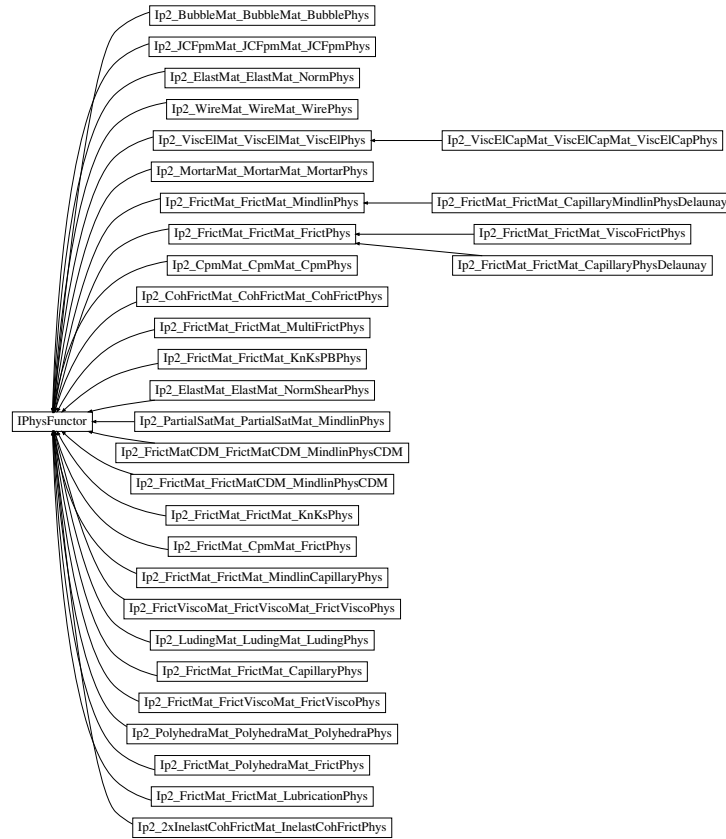 Ip2_BubbleMat_BubbleMat_BubblePhys
Ip2_JCFpmMat_JCFpmMat_JCFpmPhys
Ip2_ElastMat_ElastMat_NormPhys
Ip2_WireMat_WireMat_WirePhys
Ip2_ViscElMat_ViscElMat_ViscElPhys
Ip2_ViscElCapMat_ViscElCapMat_ViscElCapPhys
Ip2_MortarMat_MortarMat_MortarPhys
Ip2_FrictMat_FrictMat_MindlinPhys
Ip2_FrictMat_FrictMat_CapillaryMindlinPhysDelaunay
Ip2_FrictMat_FrictMat_FrictPhys
Ip2_FrictMat_FrictMat_ViscoFrictPhys
Ip2_CpmMat_CpmMat_CpmPhys
Ip2_FrictMat_FrictMat_CapillaryPhysDelaunay
Ip2_CohFrictMat_CohFrictMat_CohFrictPhys
Ip2_FrictMat_FrictMat_MultiFrictPhys
Ip2_FrictMat_FrictMat_KnKsPBPhys
Ip2_ElastMat_ElastMat_NormShearPhys
IPhysFunctor
Ip2_PartialSatMat_PartialSatMat_MindlinPhys
Ip2_FrictMatCDM_FrictMatCDM_MindlinPhysCDM
Ip2_FrictMat_FrictMatCDM_MindlinPhysCDM
Ip2_FrictMat_FrictMat_KnKsPhys
Ip2_FrictMat_CpmMat_FrictPhys
Ip2_FrictMat_FrictMat_MindlinCapillaryPhys
Ip2_FrictViscoMat_FrictViscoMat_FrictViscoPhys
Ip2_LudingMat_LudingMat_LudingPhys
Ip2_FrictMat_FrictMat_CapillaryPhys
Ip2_FrictMat_FrictViscoMat_FrictViscoPhys
Ip2_PolyhedraMat_PolyhedraMat_PolyhedraPhys
Ip2_FrictMat_PolyhedraMat_FrictPhys
Ip2_FrictMat_FrictMat_LubricationPhys
Ip2_2xInelastCohFrictMat_InelastCohFrictPhys